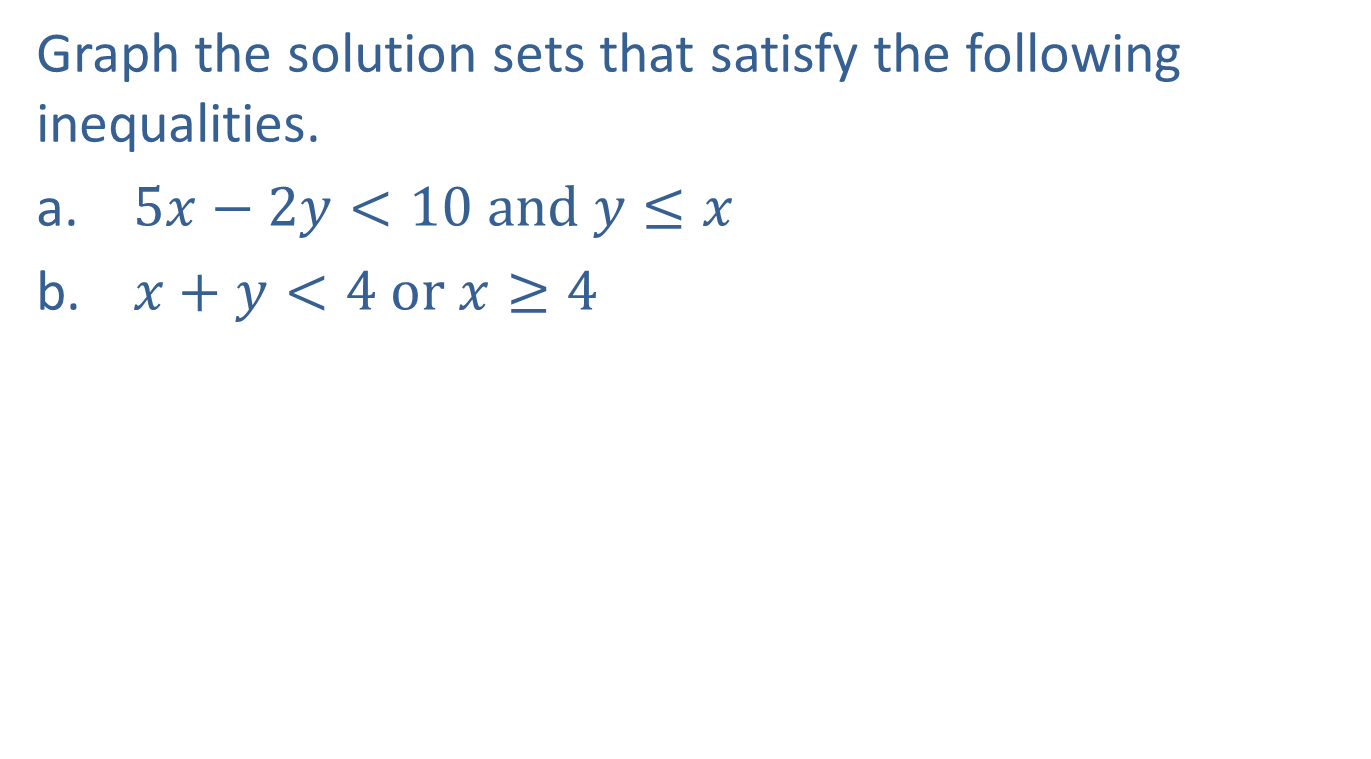 Graph the solution sets that satisfy the following
inequalities.
a. 5𝑥 − 2𝑦 < 10 and 𝑦 ≤ 𝑥
b. 𝑥 + 𝑦 < 4 or 𝑥 ≥ 4